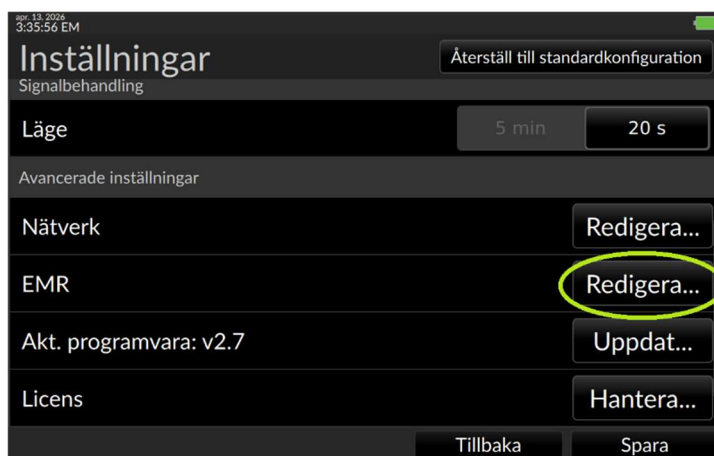 apr. 13, 2026
3:35:56 EM
Inställningar
Återställ till standardkonfiguration
Signalbehandling
Läge
5 min
20 s
Avancerade inställningar
Nätverk
Redigera...
EMR
Redigera...
Akt. programvara: v2.7
Uppdat...
Licens
Hantera...
Tillbaka
Spara